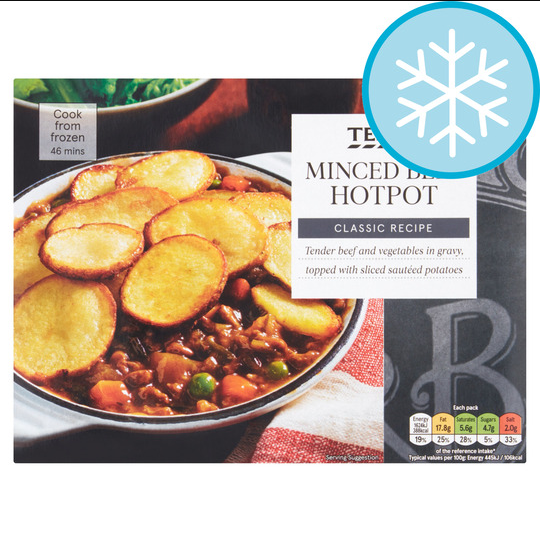 Cook
from
frozen
46 mins
MINCED
HOTPOT
CLASSIC RECIPE
Tender beef and vegetables in gravy,
topped with sliced sautéed potatoes
Each pack
Energy Fat Saturates Sugars Salt
1624kJ
388kcal 17.8g 5.6g 4.7g 2.0g
19% 25% 28% 5% 33%
of the reference intake*
Typical values per 100g: Energy 445kJ / 106kcal
Serving Suggestion
B